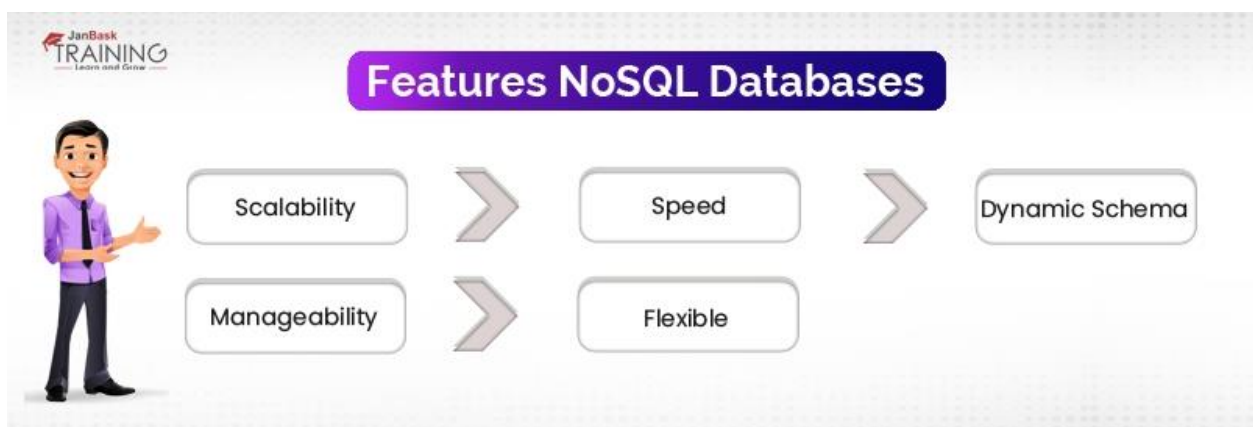 JanBask
TRAINING
Learn and Grow
Features NoSQL Databases
Scalability
Speed
Dynamic Schema
Manageability
Flexible